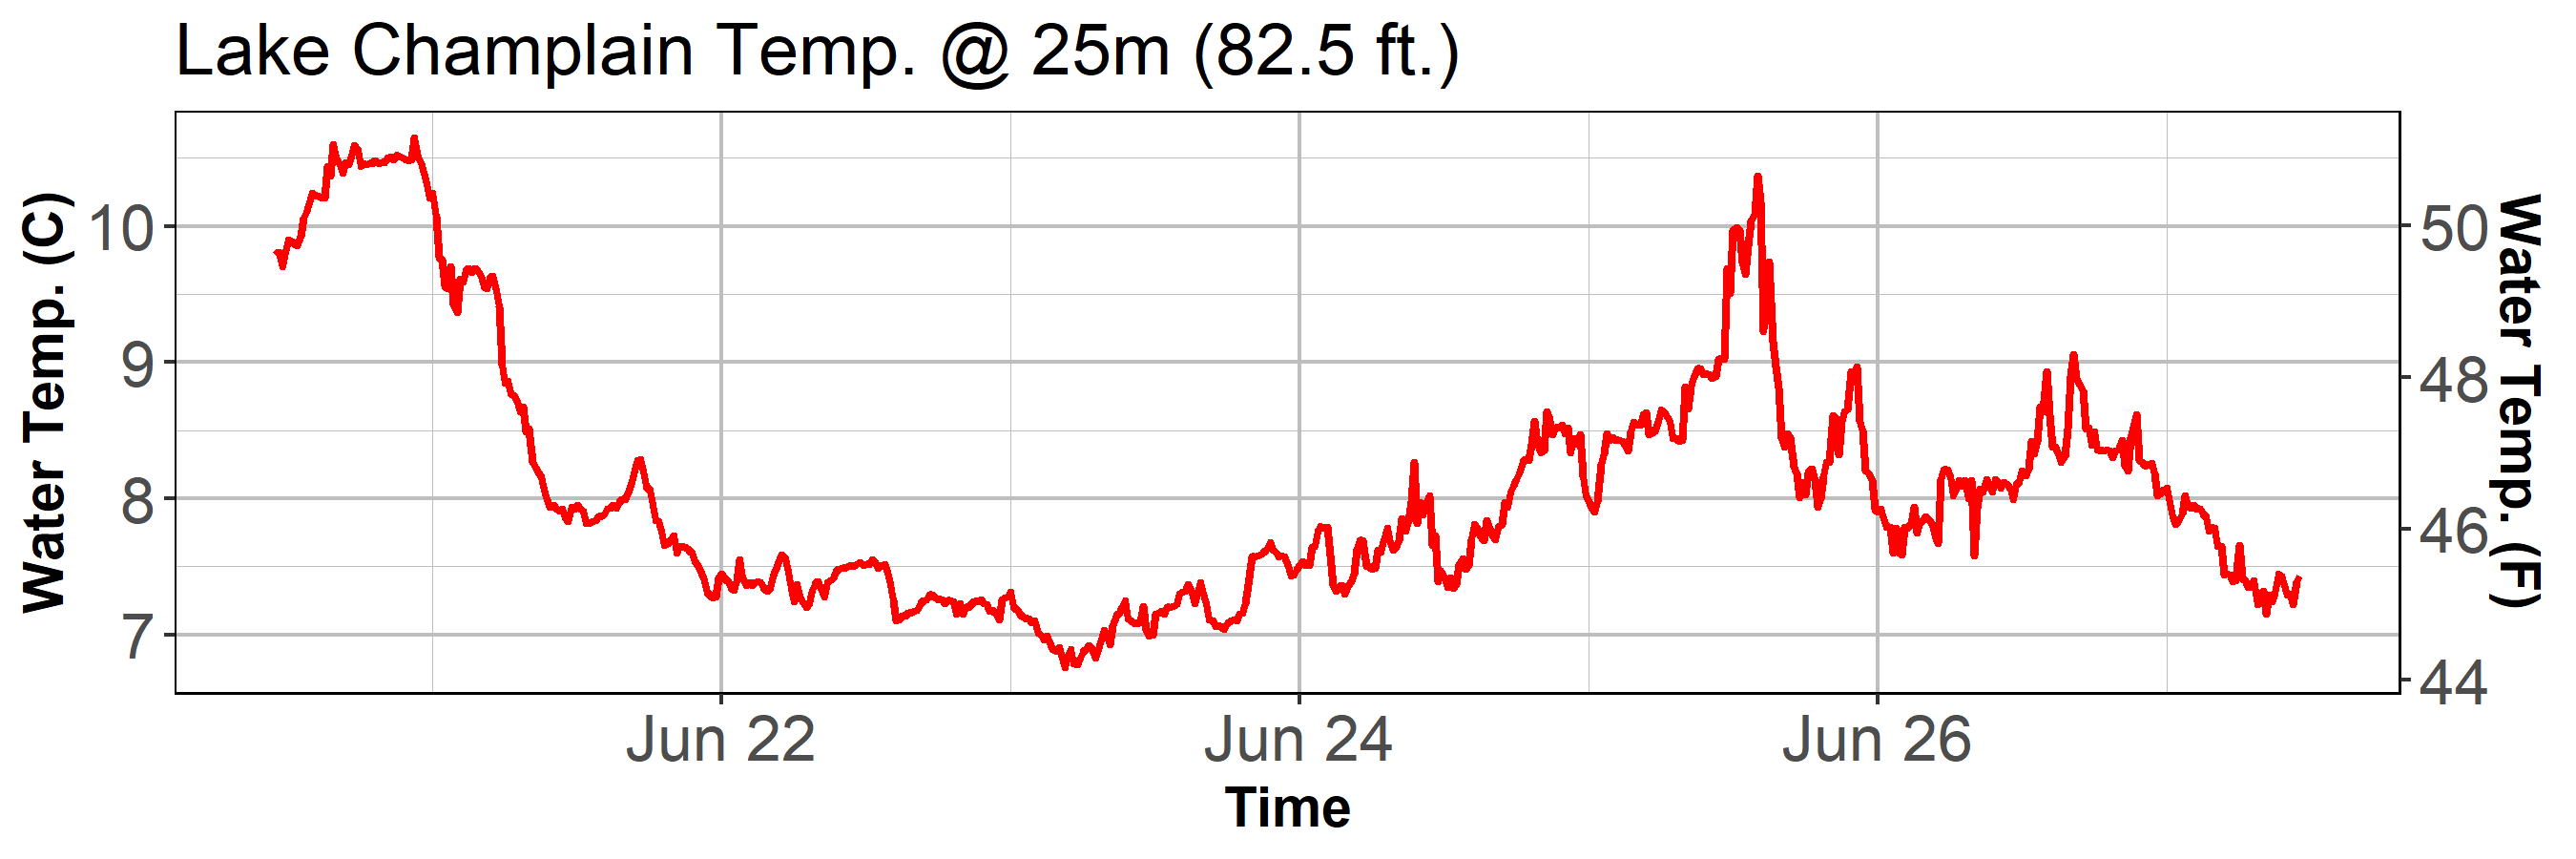 Lake Champlain Temp. @ 25m (82.5 ft.)
Water Temp. (C)
10
9
8
7
50
48
46
44
Water Temp. (F)
Jun 22
Jun 24
Jun 26
Time